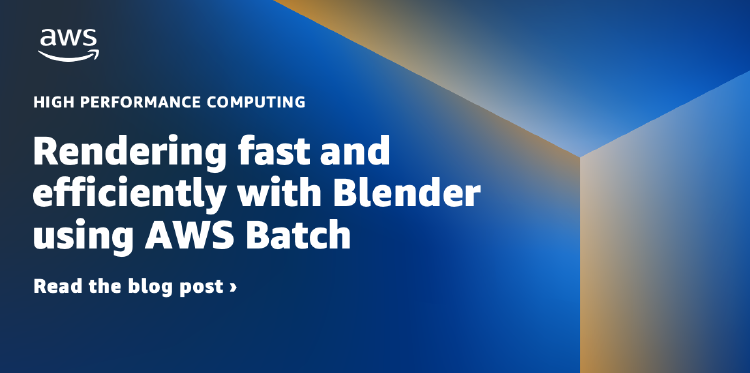 aws
HIGH PERFORMANCE COMPUTING
Rendering fast and
efficiently with Blender
using AWS Batch
Read the blog post ›